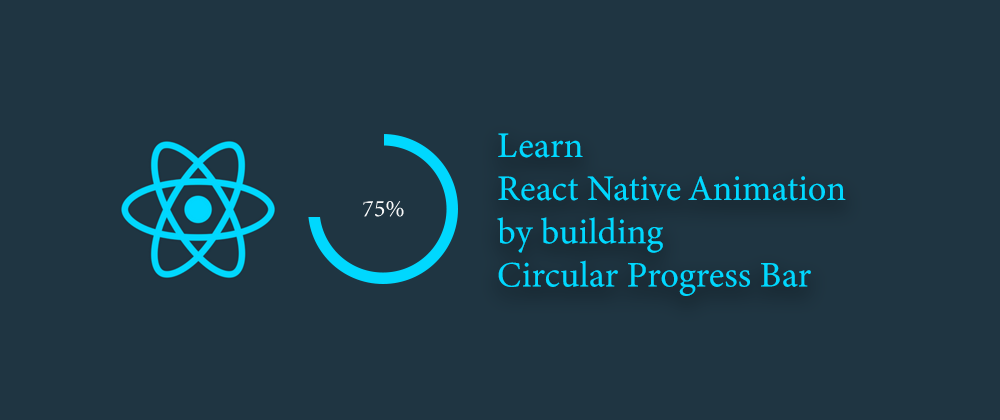 75%
Learn
React Native Animation
by building
Circular Progress Bar